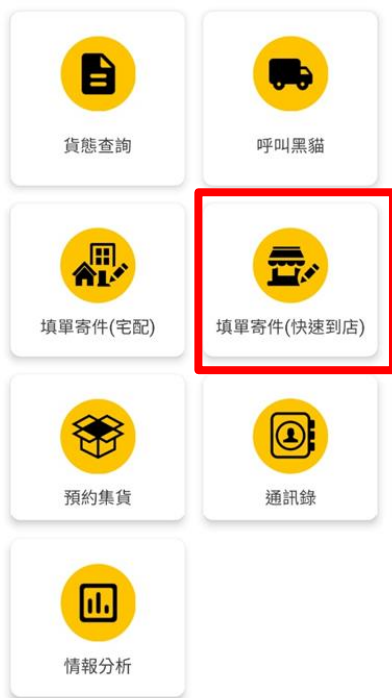 貨態查詢
呼叫黑貓
填單寄件(宅配)
填單寄件(快速到店)
預約集貨
通訊錄
情報分析